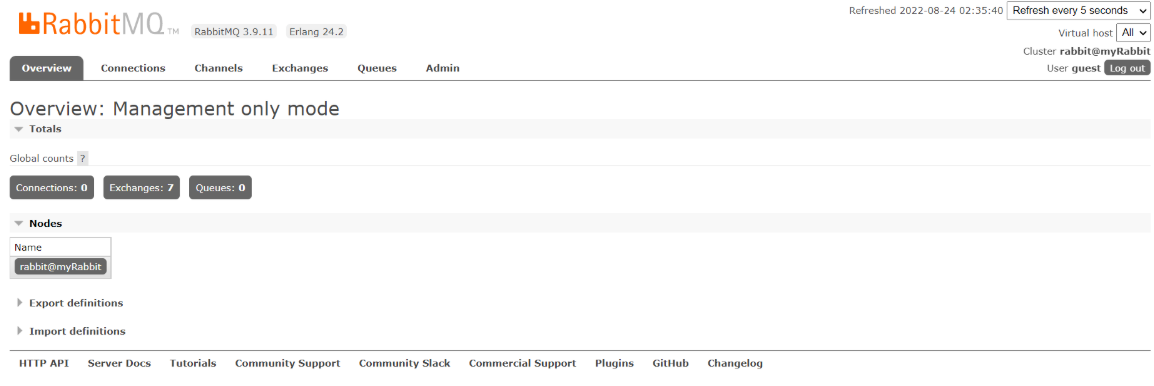 RabbitMQ TM RabbitMQ 3.9.11 Erlang 24.2
Refreshed 2022-08-24 02:35:40 Refresh every 5 seconds
Virtual host All
Cluster rabbit@myRabbit
User guest Log out
Overview Connections Channels Exchanges Queues Admin
Overview: Management only mode
Totals
Global counts ?
Connections: 0 Exchanges: 7 Queues: 0
Nodes
Name
rabbit@myRabbit
Export definitions
Import definitions
HTTP API Server Docs Tutorials Community Support Community Slack Commercial Support Plugins GitHub Changelog